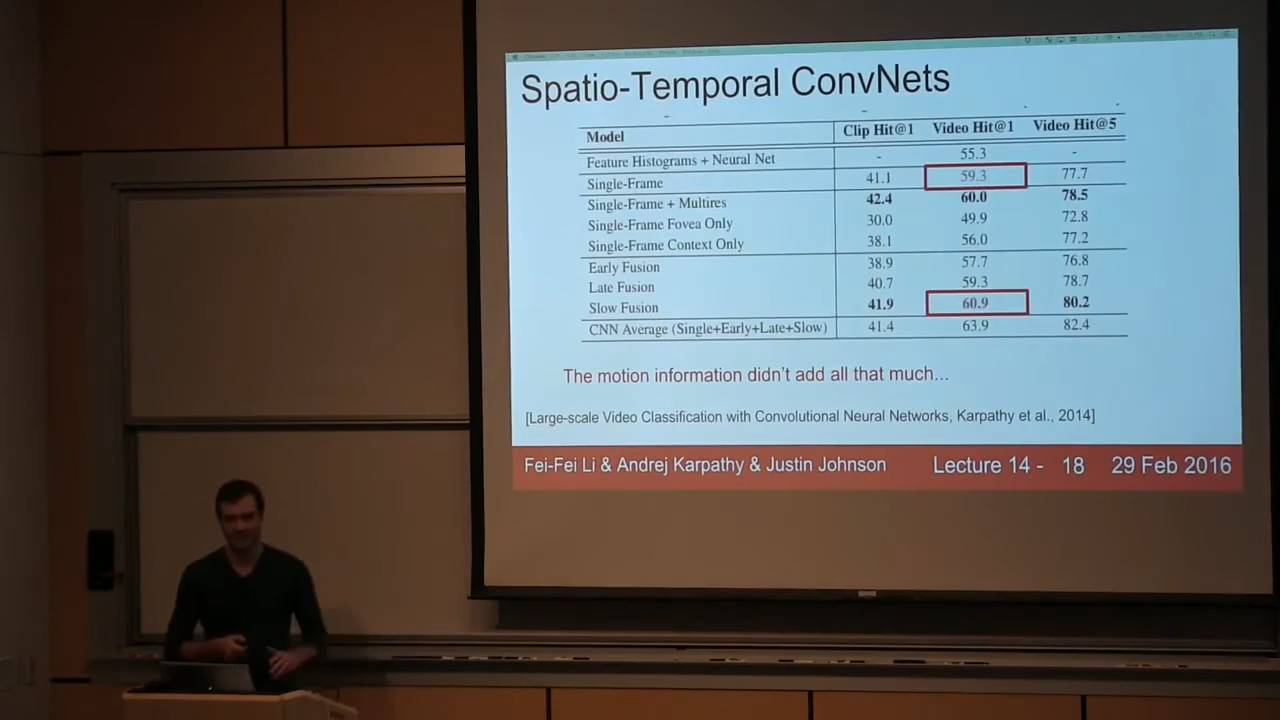 Spatio-Temporal ConvNets
Model Clip Hit@1 Video Hit@1 Video Hit@5
Feature Histograms + Neural Net - 55.3 -
Single-Frame 41.1 59.3 77.7
Single-Frame + Multires 42.4 60.0 78.5
Single-Frame Fovea Only 30.0 49.9 72.8
Single-Frame Context Only 38.1 56.0 77.2
Early Fusion 38.9 57.7 76.8
Late Fusion 40.7 59.3 78.7
Slow Fusion 41.9 60.9 80.2
CNN Average (Single+Early+Late+Slow) 41.4 63.9 82.4
The motion information didn't add all that much...
[Large-scale Video Classification with Convolutional Neural Networks, Karpathy et al., 2014]
Fei-Fei Li & Andrej Karpathy & Justin Johnson Lecture 14 - 18 29 Feb 2016